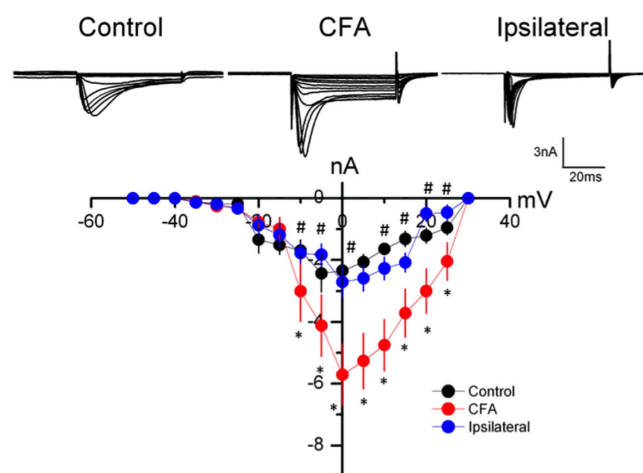 Control CFA Ipsilateral
3nA
20ms
nA
0 mV
-60 -40 -20 0 20 40
# #
# # # # #
-2
-4
* *
* *
* *
* *
-6
-8
Control
CFA
Ipsilateral